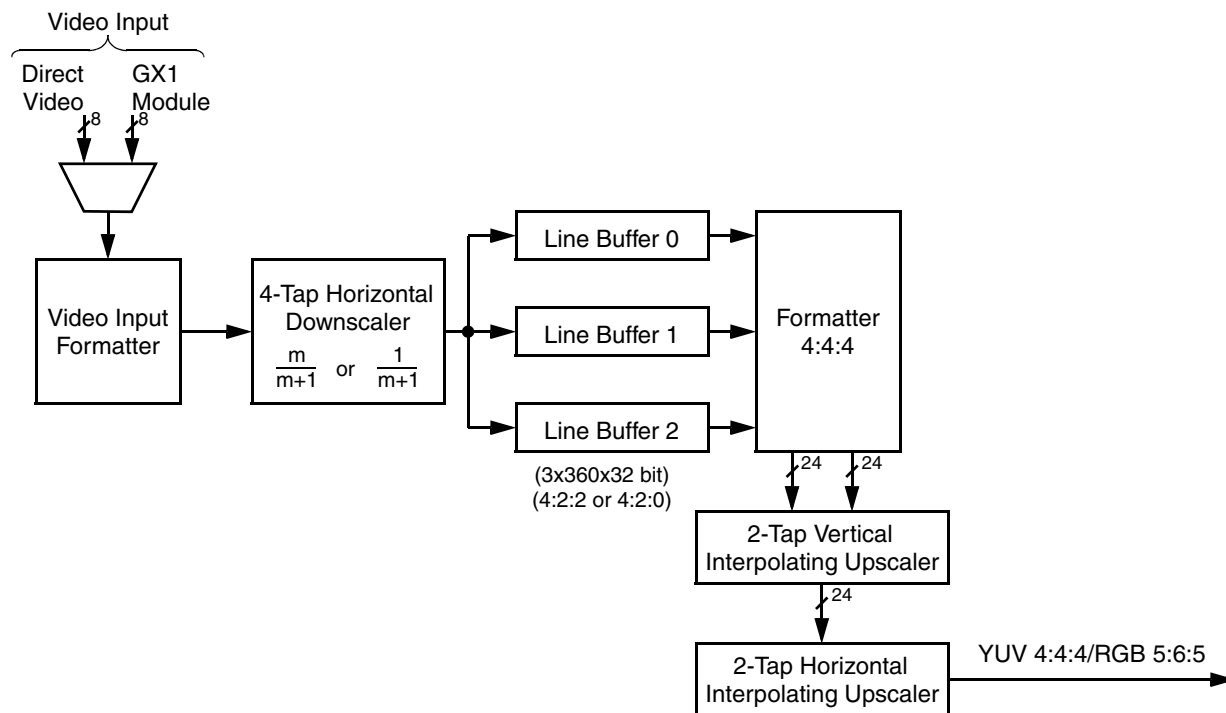 Video Input
Direct
Video
GX1
Module
8
8
Video Input
Formatter
4-Tap Horizontal
Downscaler
m
m+1
or
1
m+1
Line Buffer 0
Line Buffer 1
Line Buffer 2
(3x360x32 bit)
(4:2:2 or 4:2:0)
Formatter
4:4:4
24
24
2-Tap Vertical
Interpolating Upscaler
24
2-Tap Horizontal
Interpolating Upscaler
YUV 4:4:4/RGB 5:6:5